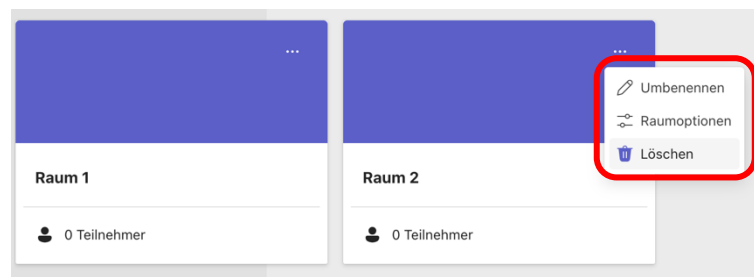 Umbenennen
Raumoptionen
Löschen
Raum 1
0 Teilnehmer
Raum 2
0 Teilnehmer